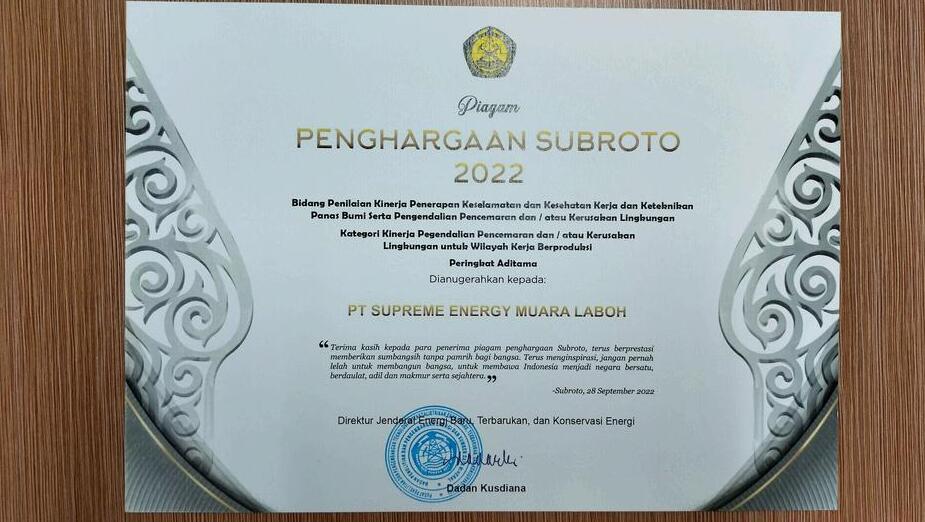 Piagam
PENGHARGAAN SUBROTO
2022
Bidang Penilaian Kinerja Penerapan Keselamatan dan Kesehatan Kerja dan Keteknikan
Panas Bumi Serta Pengendalian Pencemaran dan / atau Kerusakan Lingkungan
Kategori Kinerja Pegendalian Pencemaran dan / atau Kerusakan
Lingkungan untuk Wilayah Kerja Berproduksi
Peringkat Aditama
Dianugerahkan kepada:
PT SUPREME ENERGY MUARA LABOH
“ Terima kasih kepada para penerima piagam penghargaan Subroto, terus berprestasi
memberikan sumbangsih tanpa pamrih bagi bangsa. Terus menginspirasi, jangan pernah
lelah untuk membangun bangsa, untuk membawa Indonesia menjadi negara bersatu,
berdaulat, adil dan makmur serta sejahtera. ”
-Subroto, 28 September 2022
Direktur Jenderal Energi Baru, Terbarukan, dan Konservasi Energi
Dadan Kusdiana